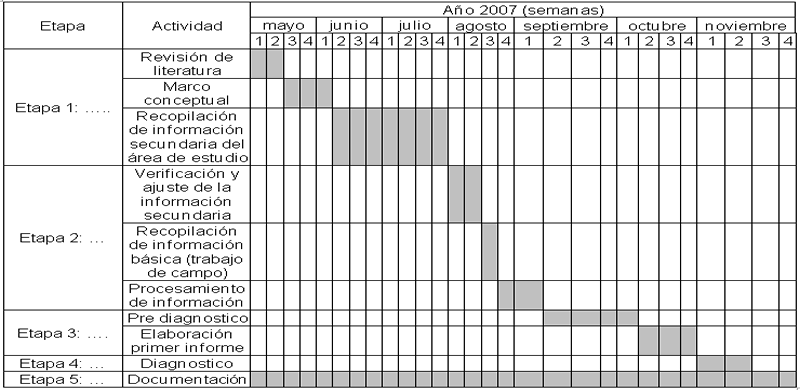 Etapa Actividad Año 2007 (semanas)
mayo junio julio agosto septiembre octubre noviembre
1 2 3 4 1 2 3 4 1 2 3 4 1 2 3 4 1 2 3 4 1 2 3 4 1 2 3 4
Etapa 1: .....
Revisión de
literatura
Marco
conceptual
Recopilación
de información
secundaria del
área de estudio
Etapa 2: ...
Verificación y
ajuste de la
información
secundaria
Recopilación
de información
básica (trabajo
de campo)
Procesamiento
de información
Etapa 3: ....
Pre diagnostico
Elaboración
primer informe
Etapa 4: ... Diagnostico
Etapa 5: ... Documentación